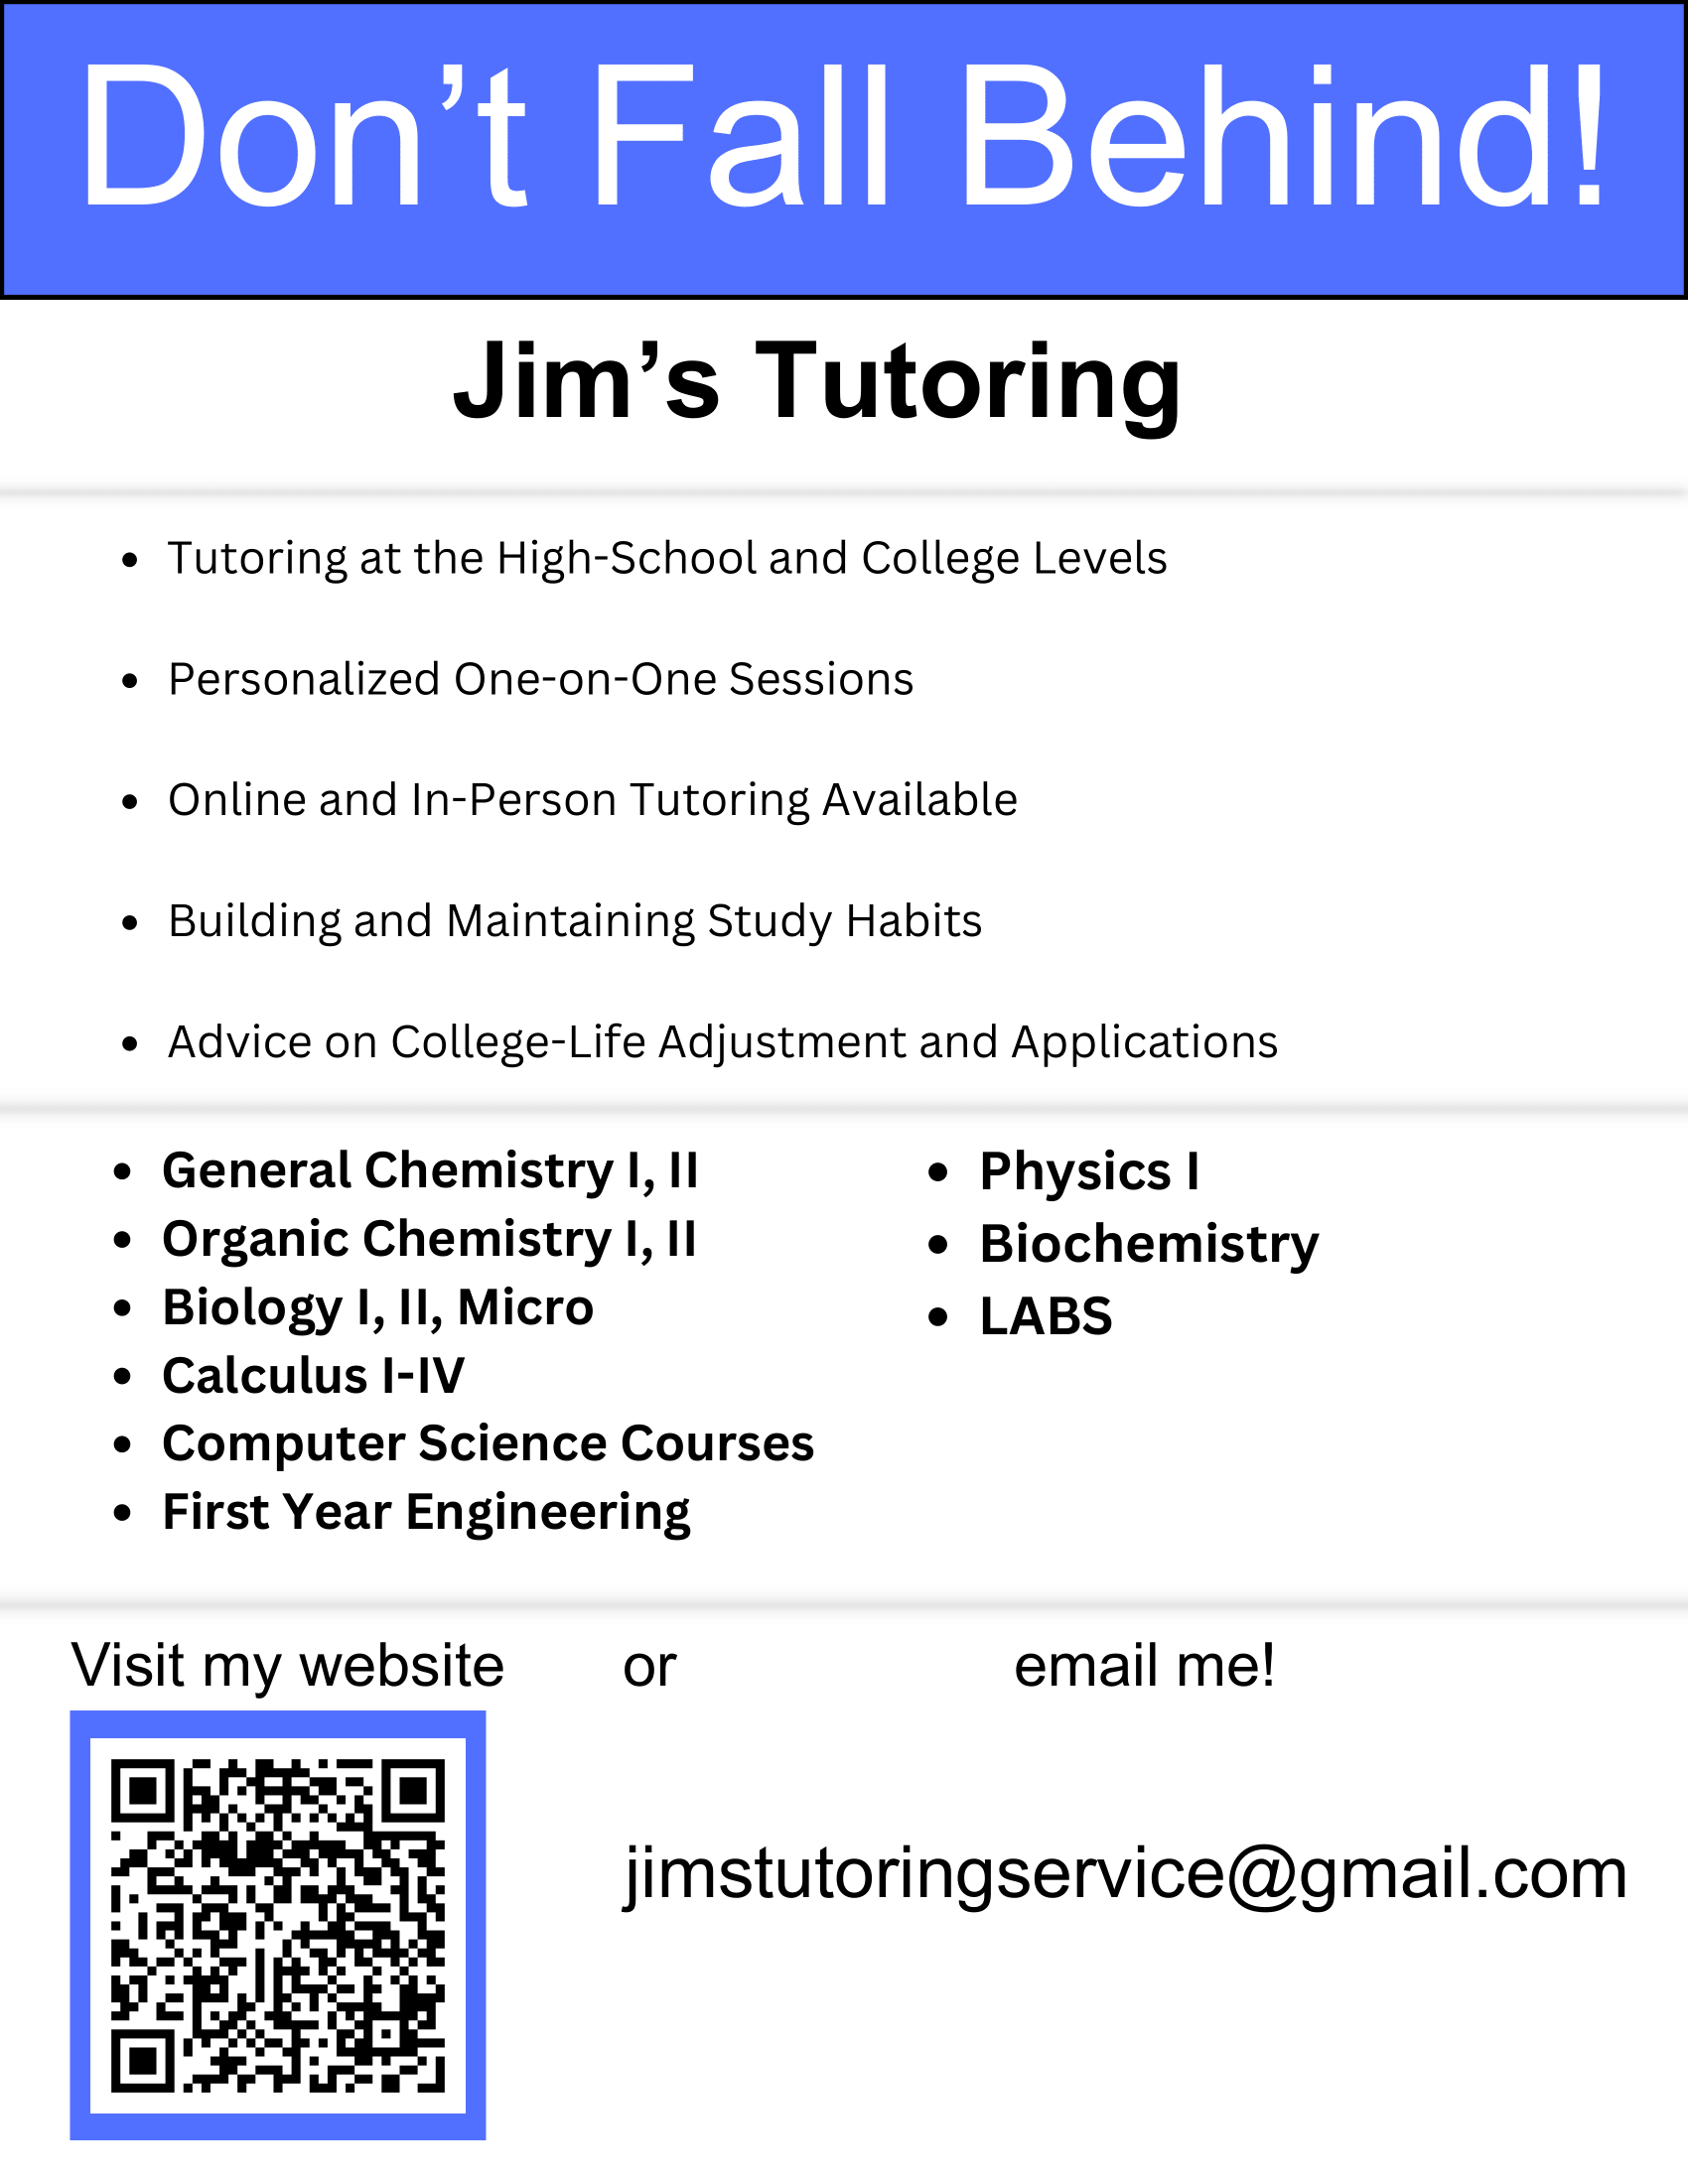 Don’t Fall Behind!
Jim’s Tutoring
• Tutoring at the High-School and College Levels
• Personalized One-on-One Sessions
• Online and In-Person Tutoring Available
• Building and Maintaining Study Habits
• Advice on College-Life Adjustment and Applications
• General Chemistry I, II
• Organic Chemistry I, II
• Biology I, II, Micro
• Calculus I-IV
• Computer Science Courses
• First Year Engineering
• Physics I
• Biochemistry
• LABS
Visit my website or email me!
jimstutoringservice@gmail.com